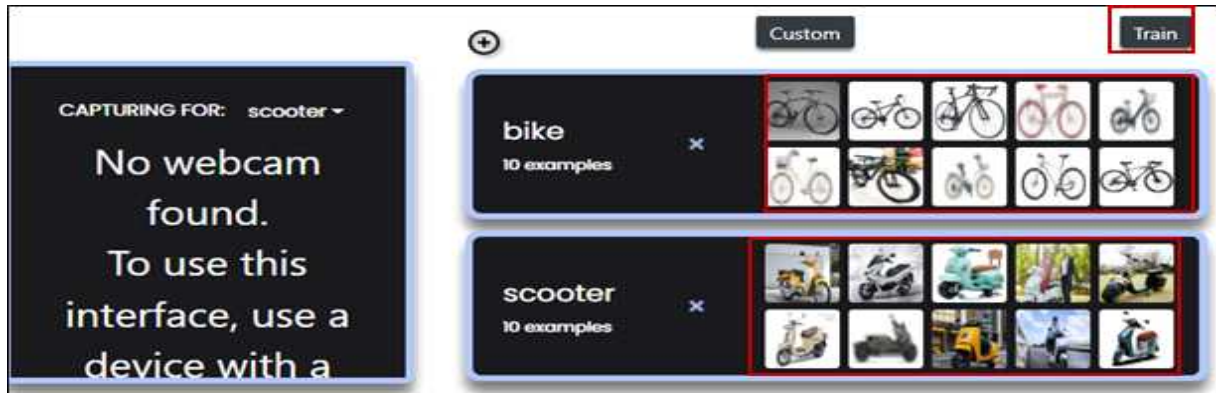 Custom
Train
CAPTURING FOR: scooter
No webcam
found.
To use this
interface, use a
device with a
bike
10 examples
scooter
10 examples